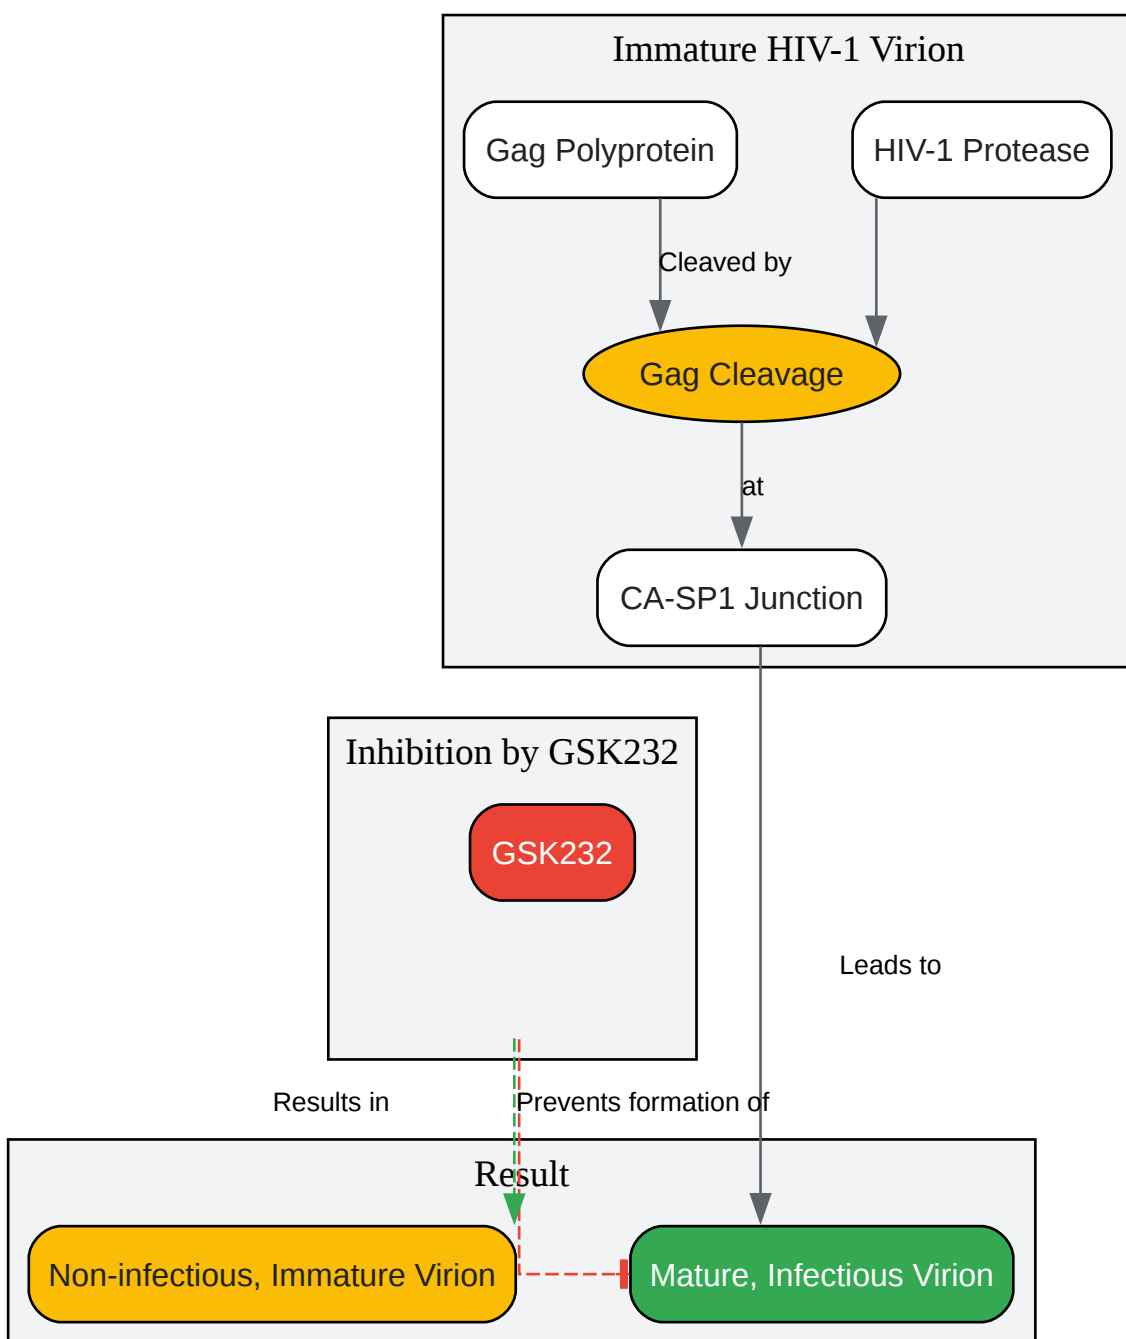 Immature HIV-1 Virion
Gag Polyprotein
HIV-1 Protease
Cleaved by
Gag Cleavage
at
CA-SP1 Junction
Inhibition by GSK232
GSK232
Leads to
Results in
Prevents formation of
Result
Non-infectious, Immature Virion
Mature, Infectious Virion